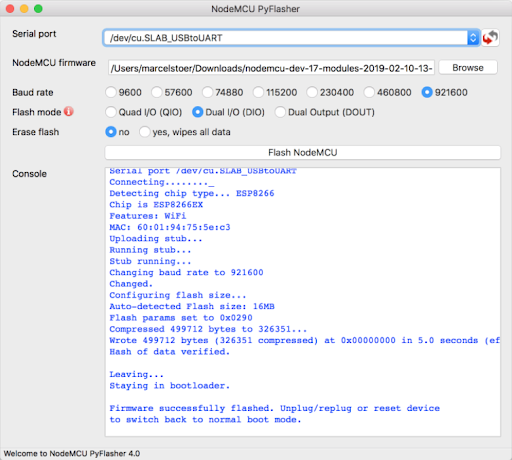 NodeMCU PyFlasher
Serial port
/dev/cu.SLAB_USBtoUART
NodeMCU firmware
/Users/marcelstoer/Downloads/nodemcu-dev-17-modules-2019-02-10-13-
Browse
Baud rate
9600 57600 74880 115200 230400 460800 921600
Flash mode
Quad I/O (QIO) Dual I/O (DIO) Dual Output (DOUT)
Erase flash
no yes, wipes all data
Flash NodeMCU
Console
Serial port /dev/cu.SLAB_USBtoUART
Connecting........_
Detecting chip type... ESP8266
Chip is ESP8266EX
Features: WiFi
MAC: 60:01:94:75:5e:c3
Uploading stub...
Running stub...
Stub running...
Changing baud rate to 921600
Changed.
Configuring flash size...
Auto-detected Flash size: 16MB
Flash params set to 0x0290
Compressed 499712 bytes to 326351...
Wrote 499712 bytes (326351 compressed) at 0x00000000 in 5.0 seconds (ef
Hash of data verified.
Leaving...
Staying in bootloader.
Firmware successfully flashed. Unplug/replug or reset device
to switch back to normal boot mode.
Welcome to NodeMCU PyFlasher 4.0